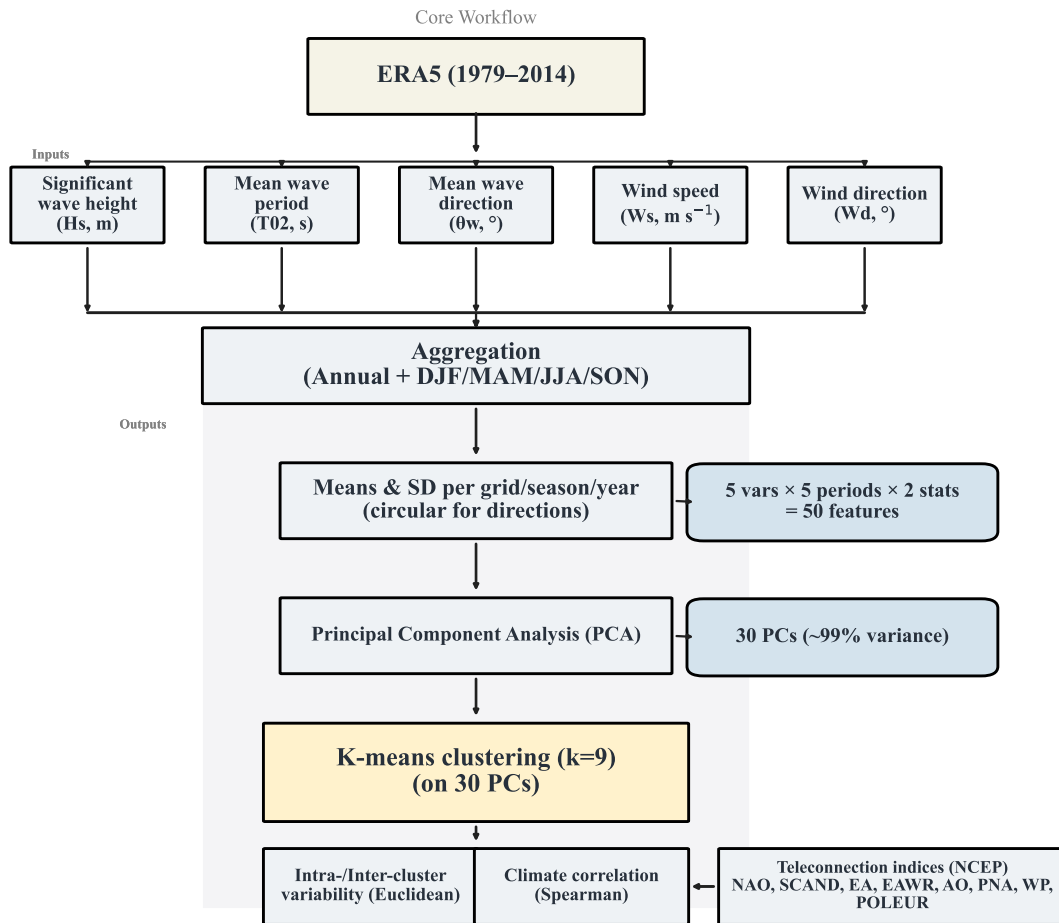 Core Workflow
ERA5 (1979–2014)
Inputs
Significant
wave height
(Hs, m)
Mean wave
period
(T02, s)
Mean wave
direction
(θw, °)
Wind speed
(Ws, m s⁻¹)
Wind direction
(Wd, °)
Aggregation
(Annual + DJF/MAM/JJA/SON)
Outputs
Means & SD per grid/season/year
(circular for directions)
5 vars × 5 periods × 2 stats
= 50 features
Principal Component Analysis (PCA)
30 PCs (~99% variance)
K-means clustering (k=9)
(on 30 PCs)
Intra-/Inter-cluster
variability (Euclidean)
Climate correlation
(Spearman)
Teleconnection indices (NCEP)
NAO, SCAND, EA, EAWR, AO, PNA, WP,
POLEUR